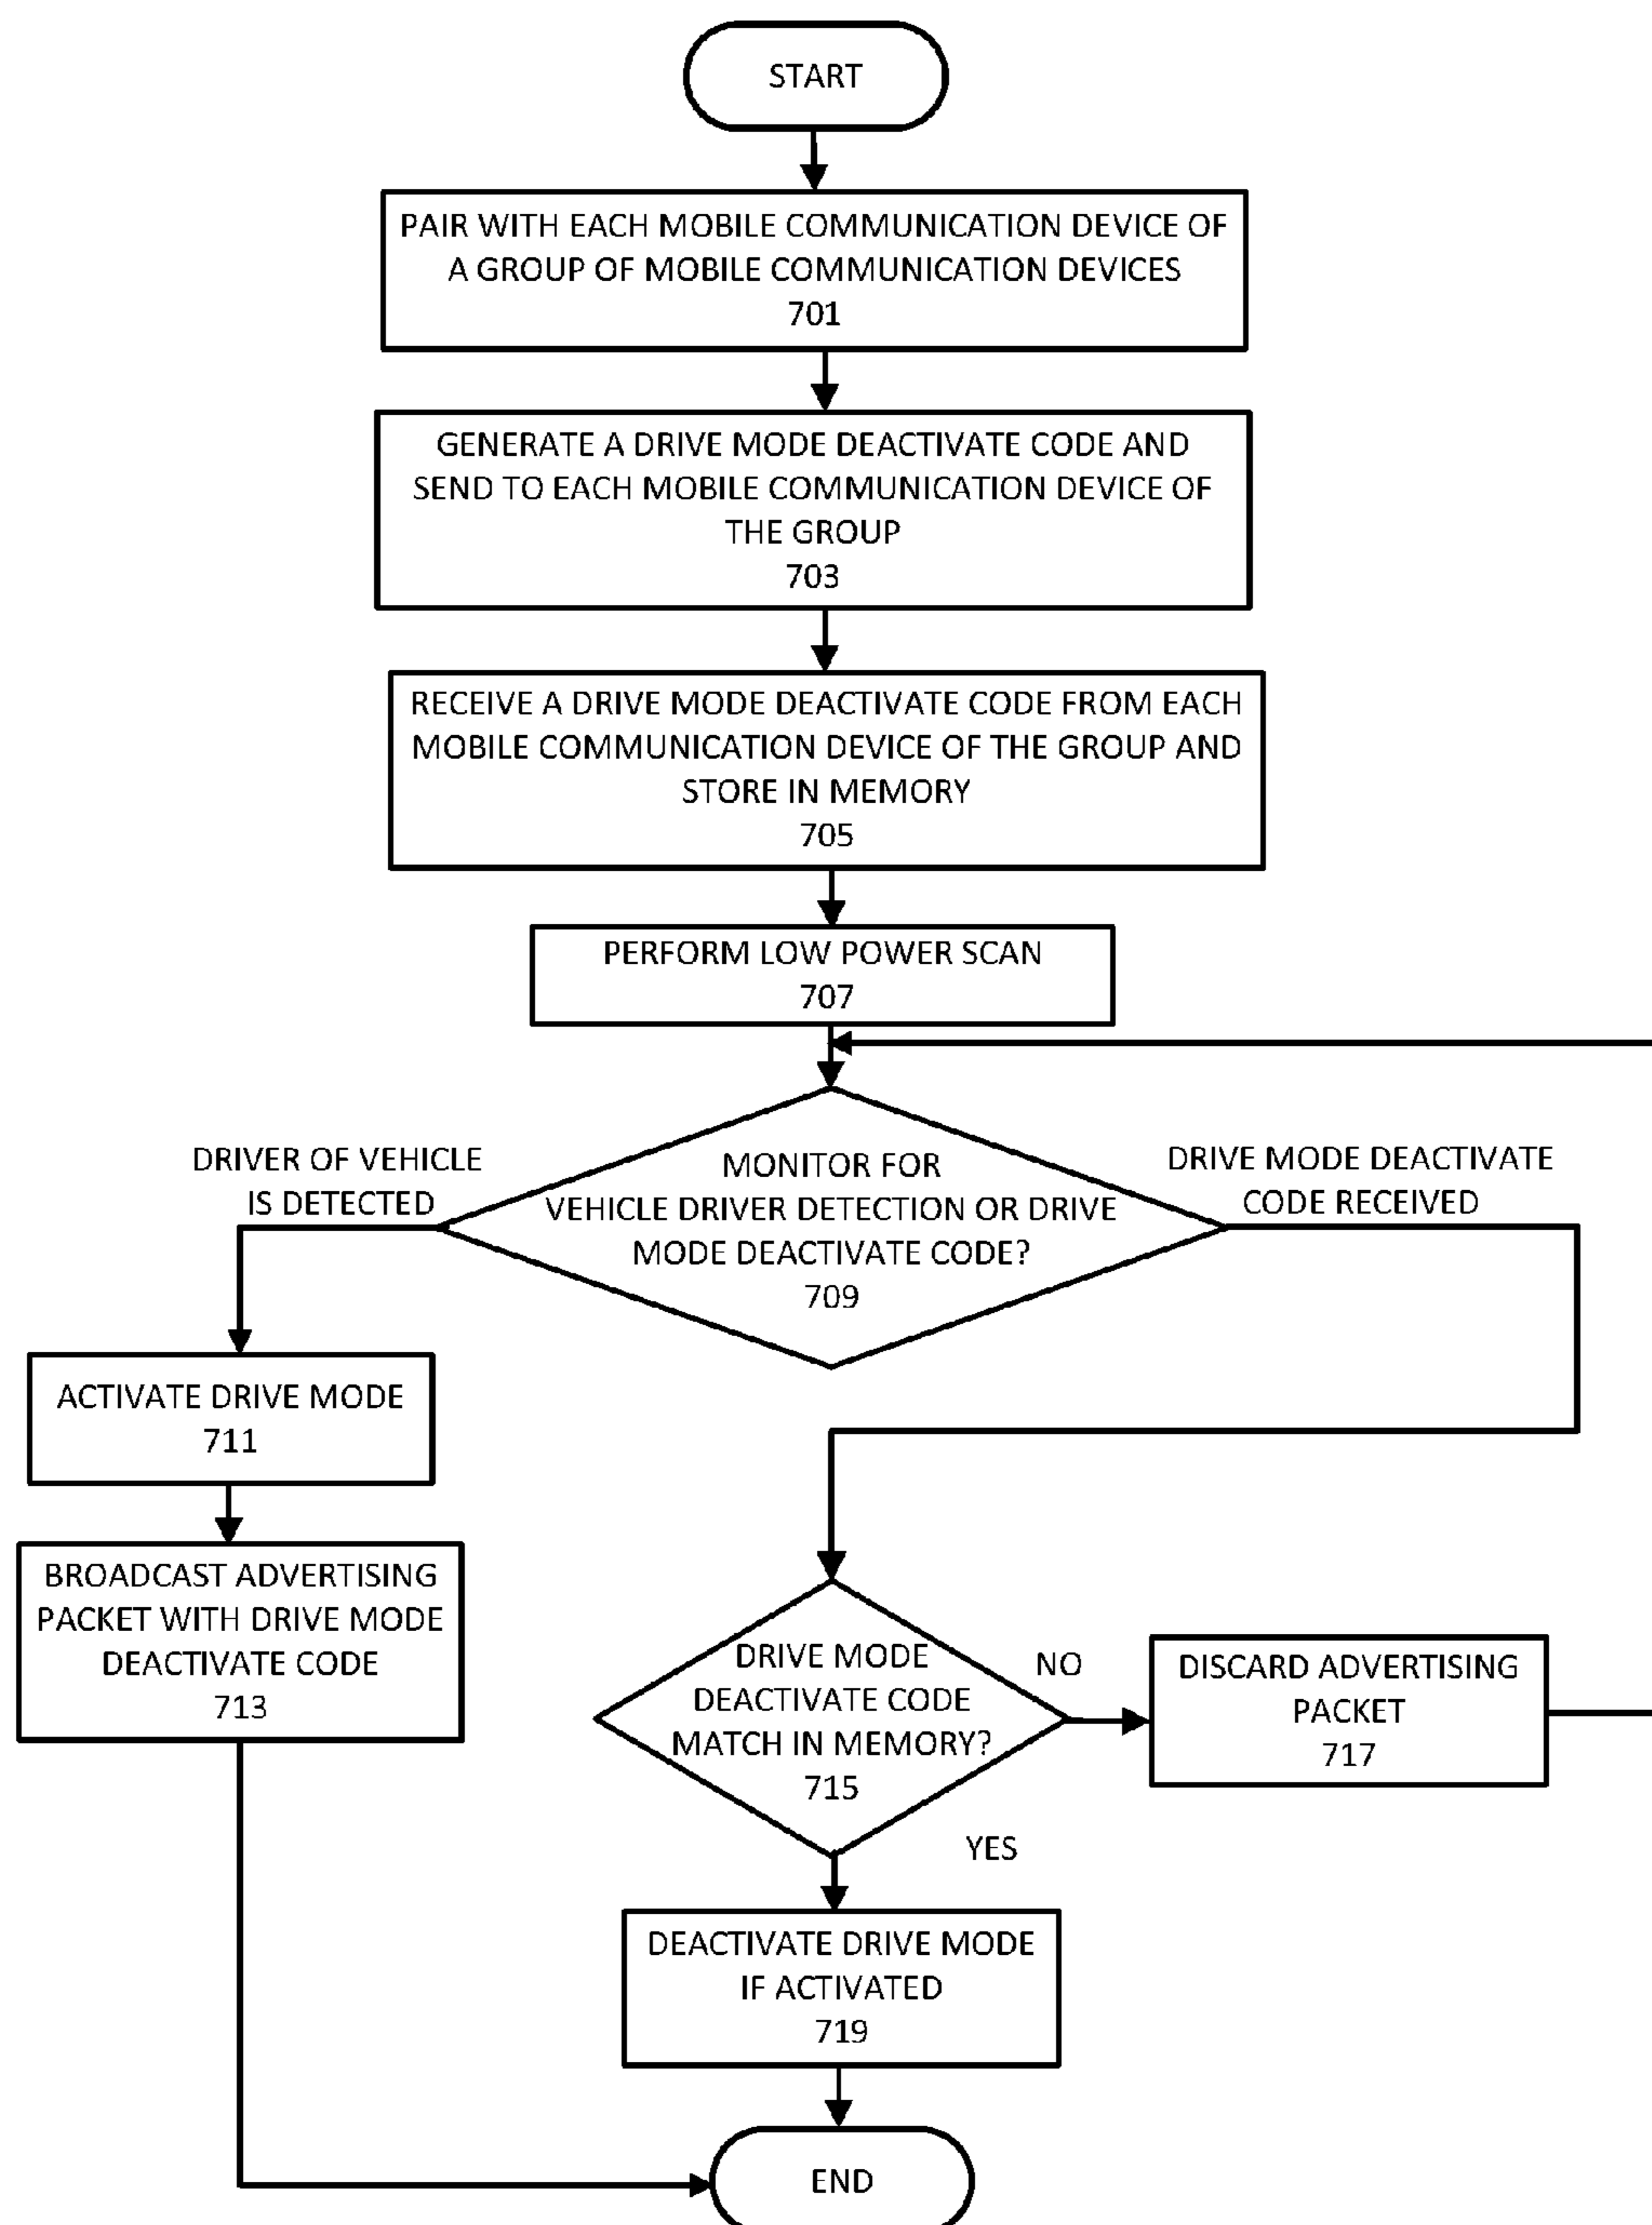 START
PAIR WITH EACH MOBILE COMMUNICATION DEVICE OF
A GROUP OF MOBILE COMMUNICATION DEVICES
701
GENERATE A DRIVE MODE DEACTIVATE CODE AND
SEND TO EACH MOBILE COMMUNICATION DEVICE OF
THE GROUP
703
RECEIVE A DRIVE MODE DEACTIVATE CODE FROM EACH
MOBILE COMMUNICATION DEVICE OF THE GROUP AND
STORE IN MEMORY
705
PERFORM LOW POWER SCAN
707
DRIVER OF VEHICLE
IS DETECTED
MONITOR FOR
VEHICLE DRIVER DETECTION OR DRIVE
MODE DEACTIVATE CODE?
709
DRIVE MODE DEACTIVATE
CODE RECEIVED
ACTIVATE DRIVE MODE
711
BROADCAST ADVERTISING
PACKET WITH DRIVE MODE
DEACTIVATE CODE
713
DRIVE MODE
DEACTIVATE CODE
MATCH IN MEMORY?
715
NO
DISCARD ADVERTISING
PACKET
717
YES
DEACTIVATE DRIVE MODE
IF ACTIVATED
719
END